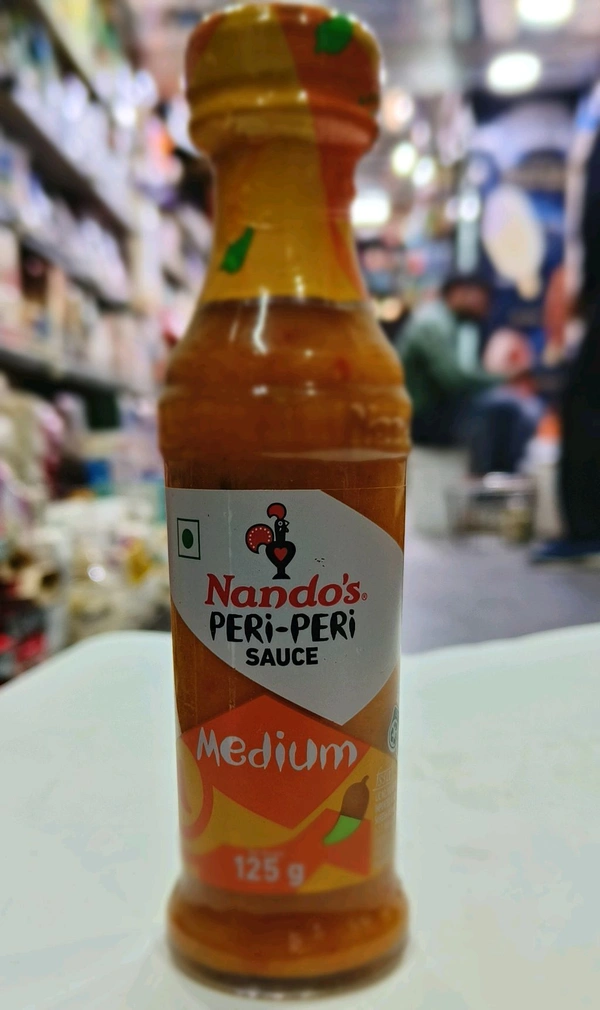 Nando's®
PERi-PERi
SAUCE
Medium
125 g